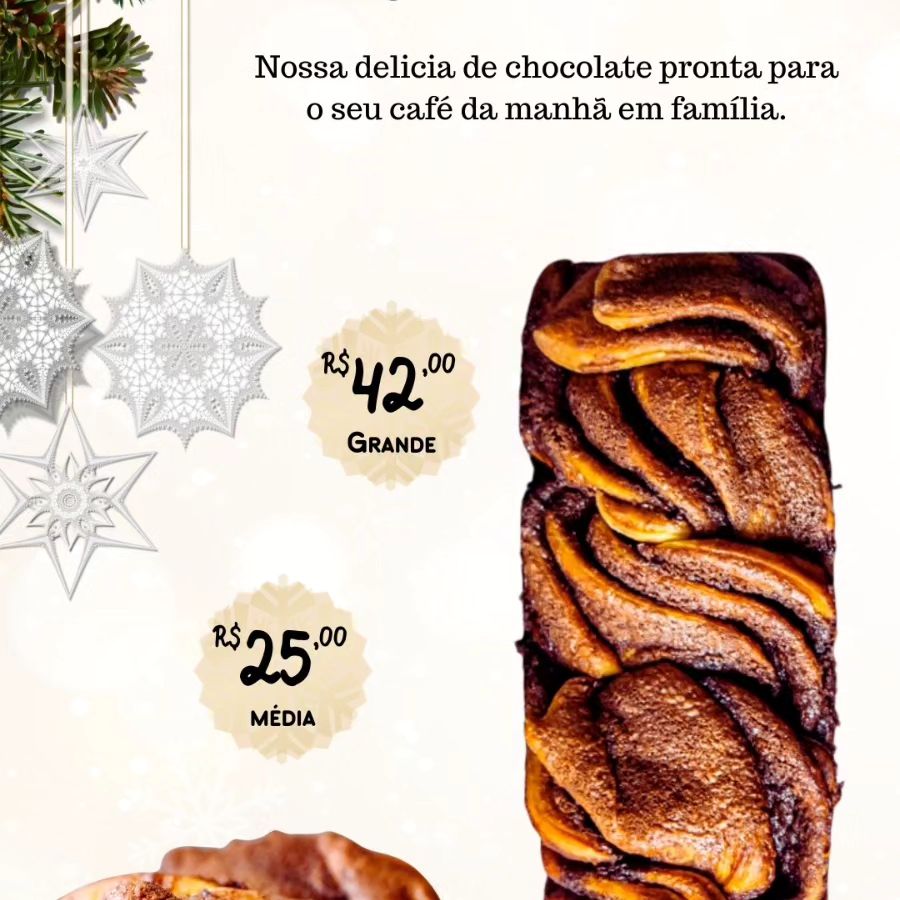 Nossa delicia de chocolate pronta para
o seu café da manhã em família.
R$42,00
GRANDE
R$25,00
MÉDIA